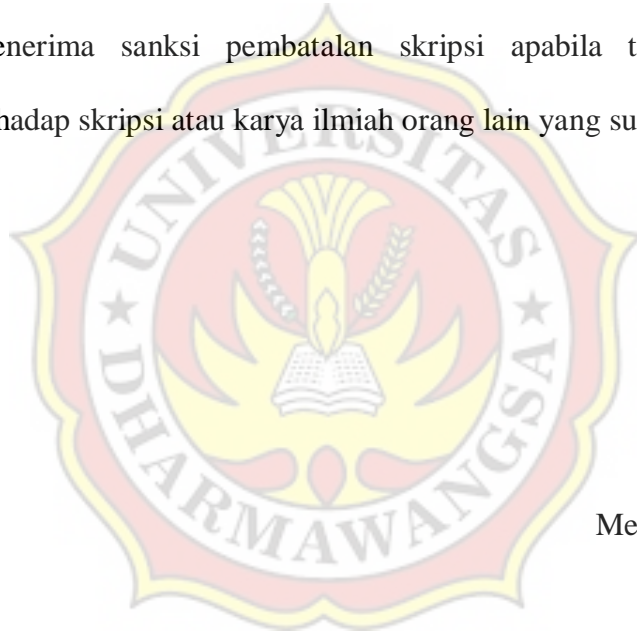 enerima sanksi pembatalan skripsi apabila t
hadap skripsi atau karya ilmiah orang lain yang su
UNIVERSITAS
DHARMAWANGSA
Me